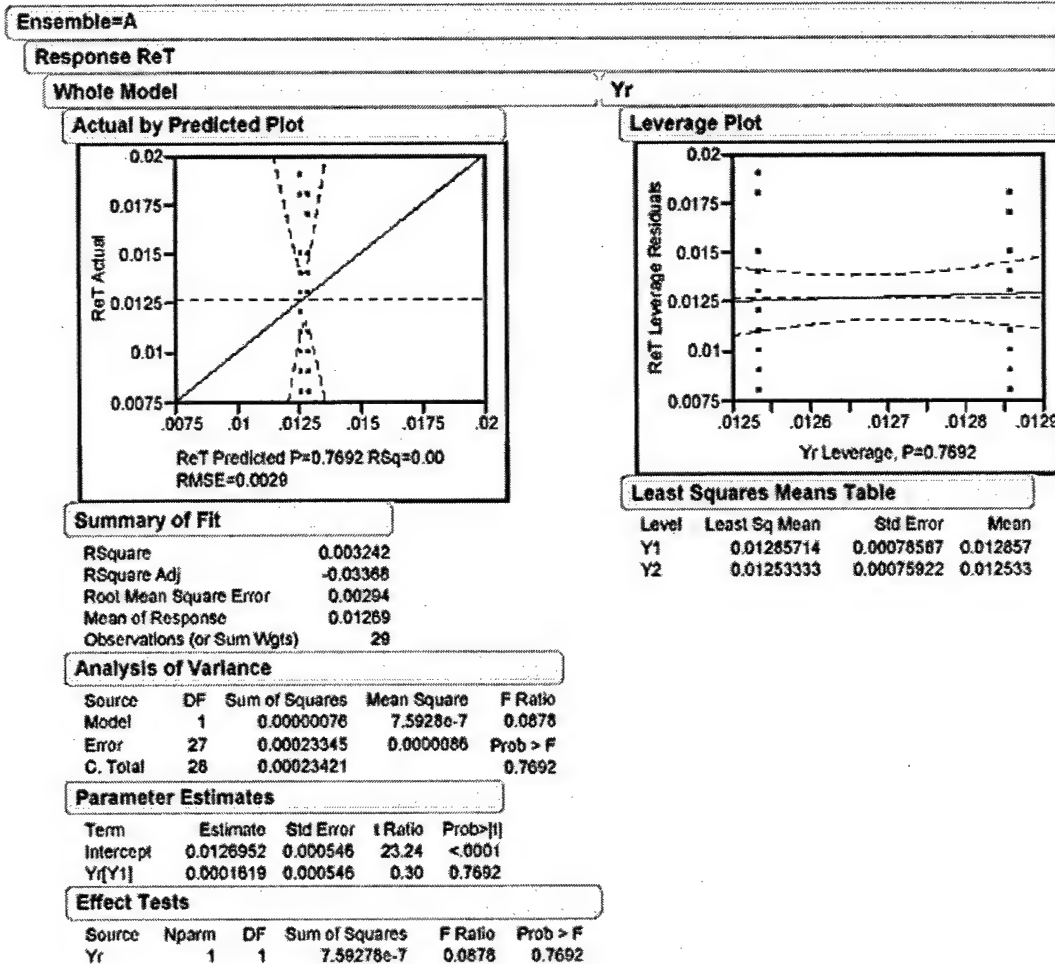 Ensemble=A
Response ReT
Whole Model
Actual by Predicted Plot
0.02
0.0175
0.015
0.0125
0.01
0.0075
ReT Actual
.0075 .01 .0125 .015 .0175 .02
ReT Predicted P=0.7692 RSq=0.00
RMSE=0.0029
Summary of Fit
RSquare 0.003242
RSquare Adj -0.03368
Root Mean Square Error 0.00294
Mean of Response 0.01269
Observations (or Sum Wgts) 29
Analysis of Variance
Source DF Sum of Squares Mean Square F Ratio
Model 1 0.00000076 7.5928e-7 0.0878
Error 27 0.00023345 0.0000086 Prob > F
C. Total 28 0.00023421 0.7692
Parameter Estimates
Term Estimate Std Error t Ratio Prob>|t|
Intercept 0.0126952 0.000546 23.24 <.0001
Yr[Y1] 0.0001619 0.000546 0.30 0.7692
Effect Tests
Source Nparm DF Sum of Squares F Ratio Prob > F
Yr 1 1 7.59278e-7 0.0878 0.7692
Yr
Leverage Plot
0.02
0.0175
0.015
0.0125
0.01
0.0075
ReT Leverage Residuals
.0125 .0126 .0127 .0128 .0129
Yr Leverage, P=0.7692
Least Squares Means Table
Level Least Sq Mean Std Error Mean
Y1 0.01285714 0.00078587 0.012857
Y2 0.01253333 0.00075922 0.012533